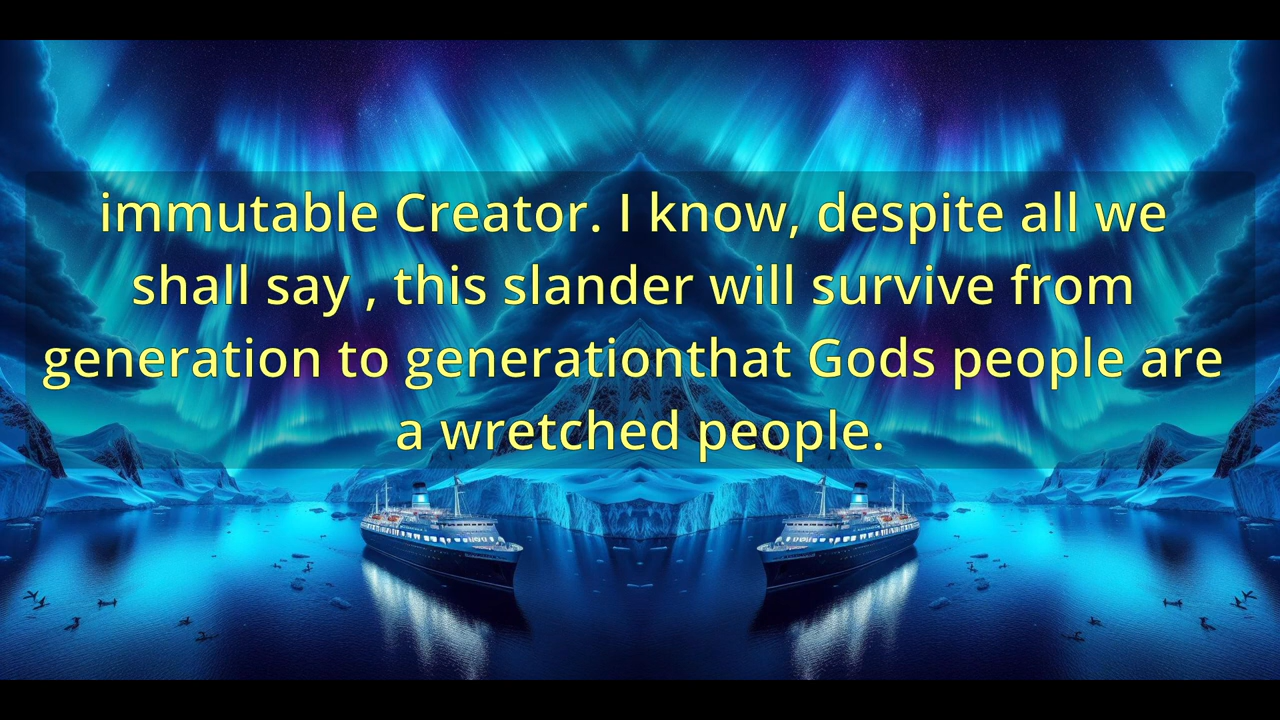 immutable Creator. I know, despite all we
shall say , this slander will survive from
generation to generationthat Gods people are
a wretched people.